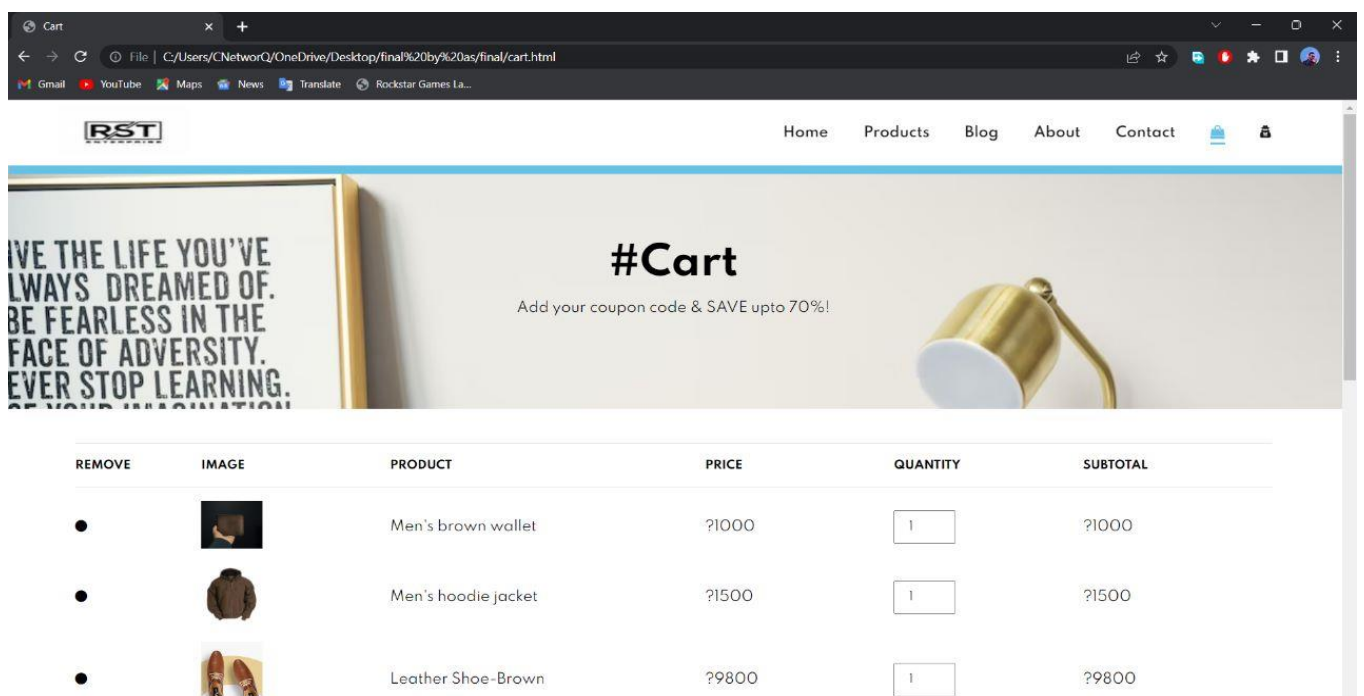 Cart
File | C:/Users/CNetworQ/OneDrive/Desktop/final%20by%20as/final/cart.html
Gmail YouTube Maps News Translate Rockstar Games La...
RST
ENTERPRISE
Home Products Blog About Contact
IVE THE LIFE YOU'VE
LWAYS DREAMED OF.
BE FEARLESS IN THE
FACE OF ADVERSITY.
EVER STOP LEARNING.
#Cart
Add your coupon code & SAVE upto 70%!
REMOVE IMAGE PRODUCT PRICE QUANTITY SUBTOTAL
Men's brown wallet ?1000 1 ?1000
Men's hoodie jacket ?1500 1 ?1500
Leather Shoe-Brown ?9800 1 ?9800